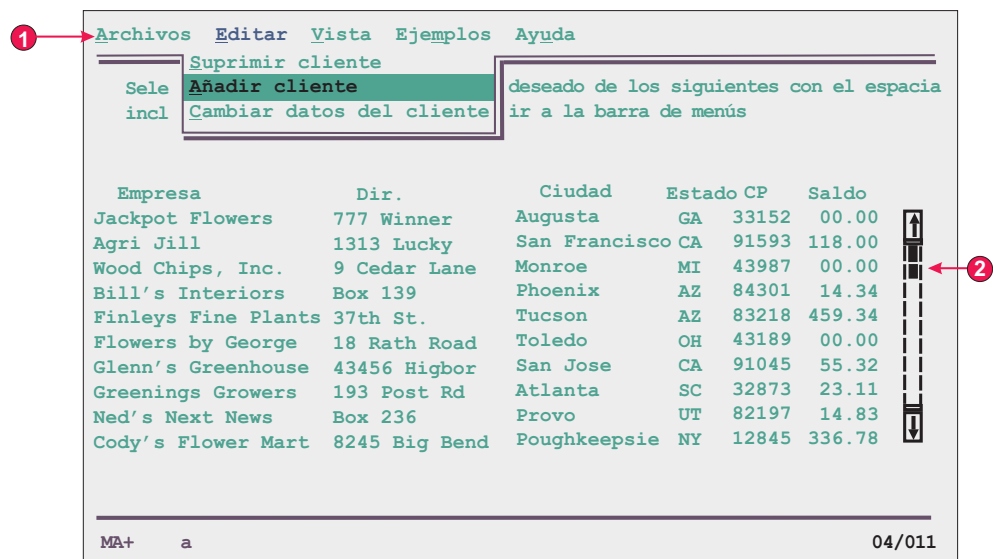 1 Archivos Editar Vista Ejemplos Ayuda
Suprimir cliente
Sele Añadir cliente deseado de los siguientes con el espacia
incl Cambiar datos del cliente ir a la barra de menús
Empresa Dir. Ciudad Estado CP Saldo
Jackpot Flowers 777 Winner Augusta GA 33152 00.00
Agri Jill 1313 Lucky San Francisco CA 91593 118.00
Wood Chips, Inc. 9 Cedar Lane Monroe MI 43987 00.00 2
Bill's Interiors Box 139 Phoenix AZ 84301 14.34
Finleys Fine Plants 37th St. Tucson AZ 83218 459.34
Flowers by George 18 Rath Road Toledo OH 43189 00.00
Glenn's Greenhouse 43456 Higbor San Jose CA 91045 55.32
Greenings Growers 193 Post Rd Atlanta SC 32873 23.11
Ned's Next News Box 236 Provo UT 82197 14.83
Cody's Flower Mart 8245 Big Bend Poughkeepsie NY 12845 336.78
MA+ a 04/011